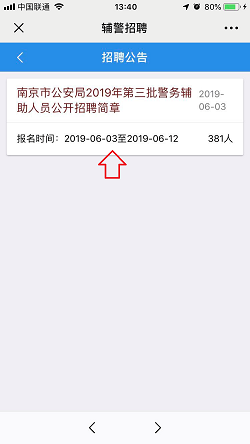 中国联通 13:40 80%
辅警招聘
招聘公告
南京市公安局2019年第三批警务辅
助人员公开招聘简章
2019-
06-03
报名时间：2019-06-03至2019-06-12 381人